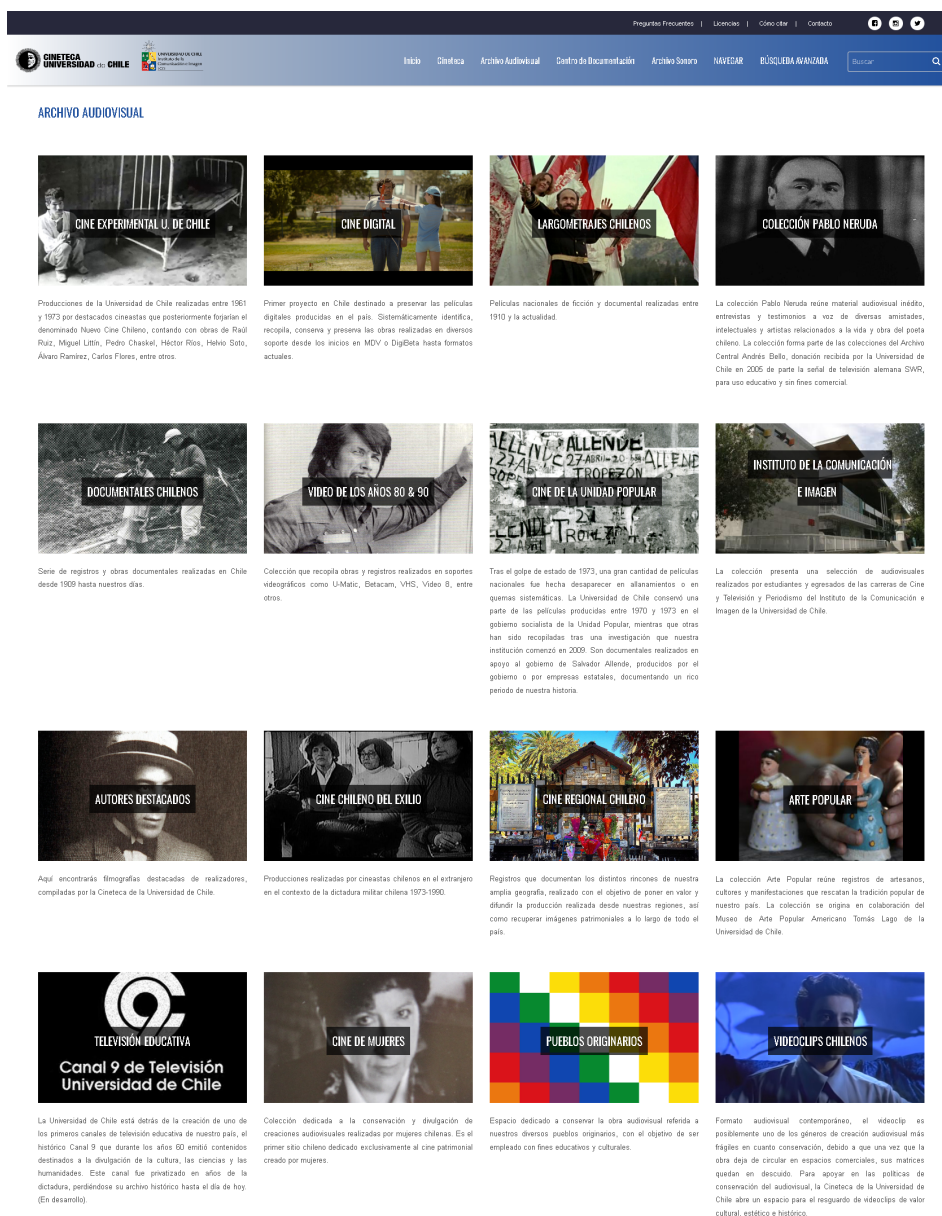 Preguntas Frecuentes | Licencias | Cómo citar | Contacto
CINETECA
UNIVERSIDAD de CHILE
UNIVERSIDAD DE CHILE
Instituto de la
Comunicación e Imagen
Inicio Cineteca Archivo Audiovisual Centro de Documentación Archivo Sonoro NAVEGAR BÚSQUEDA AVANZADA Buscar
ARCHIVO AUDIOVISUAL
CINE EXPERIMENTAL U. DE CHILE
Producciones de la Universidad de Chile realizadas entre 1961
y 1973 por destacados cineastas que posteriormente forjarían el
denominado Nuevo Cine Chileno, contando con obras de Raúl
Ruiz, Miguel Littín, Pedro Chaskel, Héctor Ríos, Helvio Soto,
Álvaro Ramírez, Carlos Flores, entre otros.
CINE DIGITAL
Primer proyecto en Chile destinado a preservar las películas
digitales producidas en el país. Sistemáticamente identifica,
recopila, conserva y preserva las obras realizadas en diversos
soporte desde los inicios en MDV o DigiBeta hasta formatos
actuales.
LARGOMETRAJES CHILENOS
Películas nacionales de ficción y documental realizadas entre
1910 y la actualidad.
COLECCIÓN PABLO NERUDA
La colección Pablo Neruda reúne material audiovisual inédito,
entrevistas y testimonios a voz de diversas amistades,
intelectuales y artistas relacionados a la vida y obra del poeta
chileno. La colección forma parte de las colecciones del Archivo
Central Andrés Bello, donación recibida por la Universidad de
Chile en 2005 de parte la señal de televisión alemana SWR,
para uso educativo y sin fines comercial.
DOCUMENTALES CHILENOS
Serie de registros y obras documentales realizadas en Chile
desde 1909 hasta nuestros días.
VIDEO DE LOS AÑOS 80 & 90
Colección que recopila obras y registros realizados en soportes
videográficos como U-Matic, Betacam, VHS, Video 8, entre
otros.
ALLENDE
27-ABRIL-20
ALLENDE
TROPEZÓN
CINE DE LA UNIDAD POPULAR
Tras el golpe de estado de 1973, una gran cantidad de películas
nacionales fue hecha desaparecer en allanamientos o en
quemas sistemáticas. La Universidad de Chile conservó una
parte de las películas producidas entre 1970 y 1973 en el
gobierno socialista de la Unidad Popular, mientras que otras
han sido recopiladas tras una investigación que nuestra
institución comenzó en 2009. Son documentales realizados en
apoyo al gobierno de Salvador Allende, producidos por el
gobierno o por empresas estatales, documentando un rico
periodo de nuestra historia.
INSTITUTO DE LA COMUNICACIÓN
E IMAGEN
La colección presenta una selección de audiovisuales
realizados por estudiantes y egresados de las carreras de Cine
y Televisión y Periodismo del Instituto de la Comunicación e
Imagen de la Universidad de Chile.
AUTORES DESTACADOS
Aquí encontrarás filmografías destacadas de realizadores,
compiladas por la Cineteca de la Universidad de Chile.
CINE CHILENO DEL EXILIO
Producciones realizadas por cineastas chilenos en el extranjero
en el contexto de la dictadura militar chilena 1973-1990.
CINE REGIONAL CHILENO
Registros que documentan los distintos rincones de nuestra
amplia geografía, realizado con el objetivo de poner en valor y
difundir la producción realizada desde nuestras regiones, así
como recuperar imágenes patrimoniales a lo largo de todo el
país.
ARTE POPULAR
La colección Arte Popular reúne registros de artesanos,
cultores y manifestaciones que rescatan la tradición popular de
nuestro país. La colección se origina en colaboración del
Museo de Arte Popular Americano Tomás Lago de la
Universidad de Chile.
TELEVISIÓN EDUCATIVA
Canal 9 de Televisión
Universidad de Chile
La Universidad de Chile está detrás de la creación de uno de
los primeros canales de televisión educativa de nuestro país, el
histórico Canal 9 que durante los años 60 emitió contenidos
destinados a la divulgación de la cultura, las ciencias y las
humanidades. Este canal fue privatizado en años de la
dictadura, perdiéndose su archivo histórico hasta el día de hoy.
(En desarrollo).
CINE DE MUJERES
Colección dedicada a la conservación y divulgación de
creaciones audiovisuales realizadas por mujeres chilenas. Es el
primer sitio chileno dedicado exclusivamente al cine patrimonial
creado por mujeres.
PUEBLOS ORIGINARIOS
Espacio dedicado a conservar la obra audiovisual referida a
nuestros diversos pueblos originarios, con el objetivo de ser
empleado con fines educativos y culturales.
VIDEOCLIPS CHILENOS
Formato audiovisual contemporáneo, el videoclip es
posiblemente uno de los géneros de creación audiovisual más
frágiles en cuanto conservación, debido a que una vez que la
obra deja de circular en espacios comerciales, sus matrices
quedan en descuido. Para apoyar en las políticas de
conservación del audiovisual, la Cineteca de la Universidad de
Chile abre un espacio para el resguardo de videoclips de valor
cultural, estético e histórico.